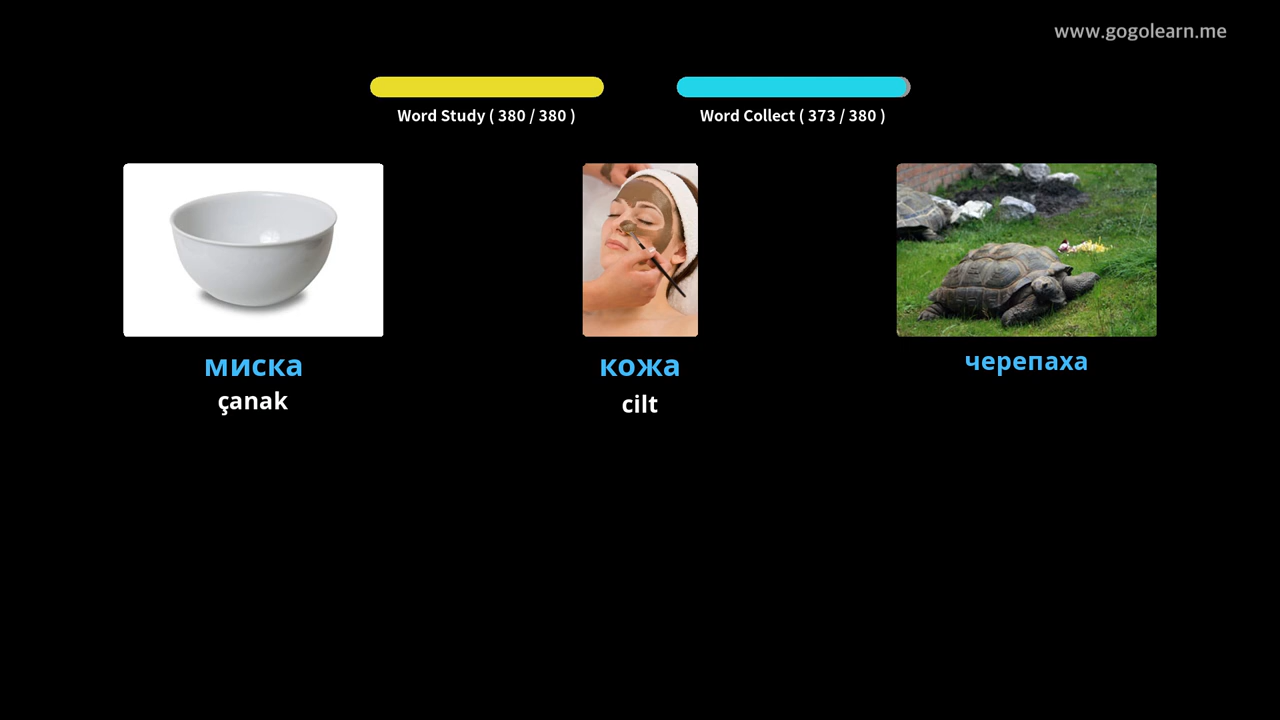 www.gogolearn.me
Word Study ( 380 / 380 )
Word Collect ( 373 / 380 )
миска
кожа
черепаха
çanak
cilt